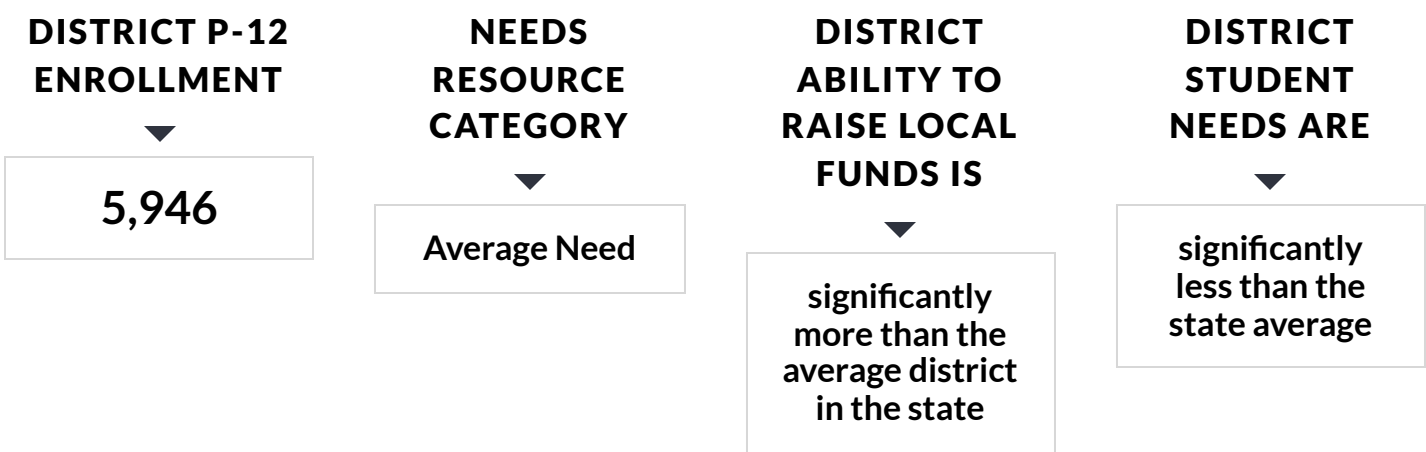 DISTRICT P-12
ENROLLMENT
5,946
NEEDS
RESOURCE
CATEGORY
Average Need
DISTRICT
ABILITY TO
RAISE LOCAL
FUNDS IS
significantly
more than the
average district
in the state
DISTRICT
STUDENT
NEEDS ARE
significantly
less than the
state average